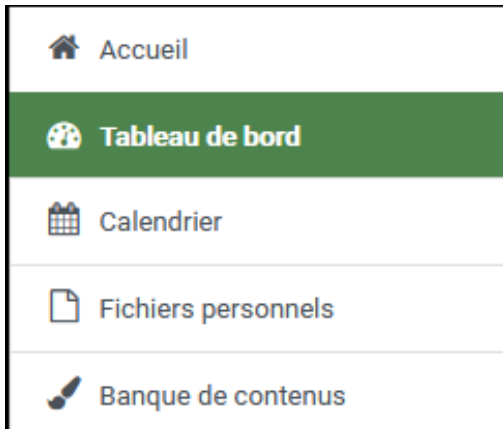 Accueil
Tableau de bord
Calendrier
Fichiers personnels
Banque de contenus